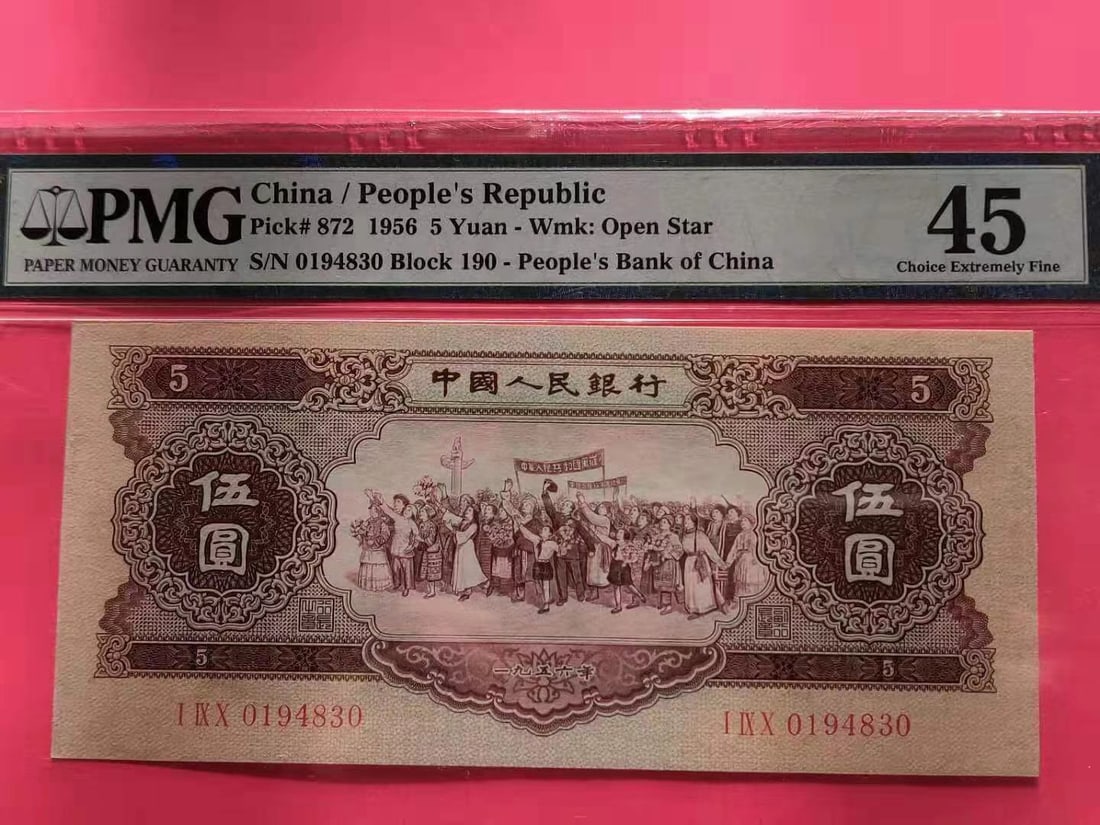 PMG
PAPER MONEY GUARANTY
China / People's Republic
Pick# 872 1956 5 Yuan - Wmk: Open Star
S/N 0194830 Block 190 - People's Bank of China
45
Choice Extremely Fine
5
中國人民銀行
5
伍圓
伍圓
5
一九五六年
5
I IX X 0194830
I IX X 0194830